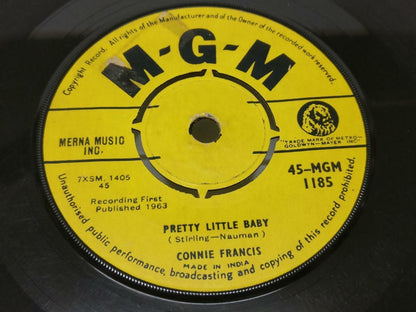 Copyright Record. All rights of the Manufacturer and of the Owner of the recorded work reserved.
M-G-M
MERNA MUSIC
INC.
"TRADE MARK OF METRO-
GOLDWYN-MAYER INC."
7XSM. 1405
45
45-MGM
1185
Recording First
Published 1963
PRETTY LITTLE BABY
(Stirling-Nauman)
CONNIE FRANCIS
MADE IN INDIA
Unauthorised public performance, broadcasting and copying of this record prohibited.